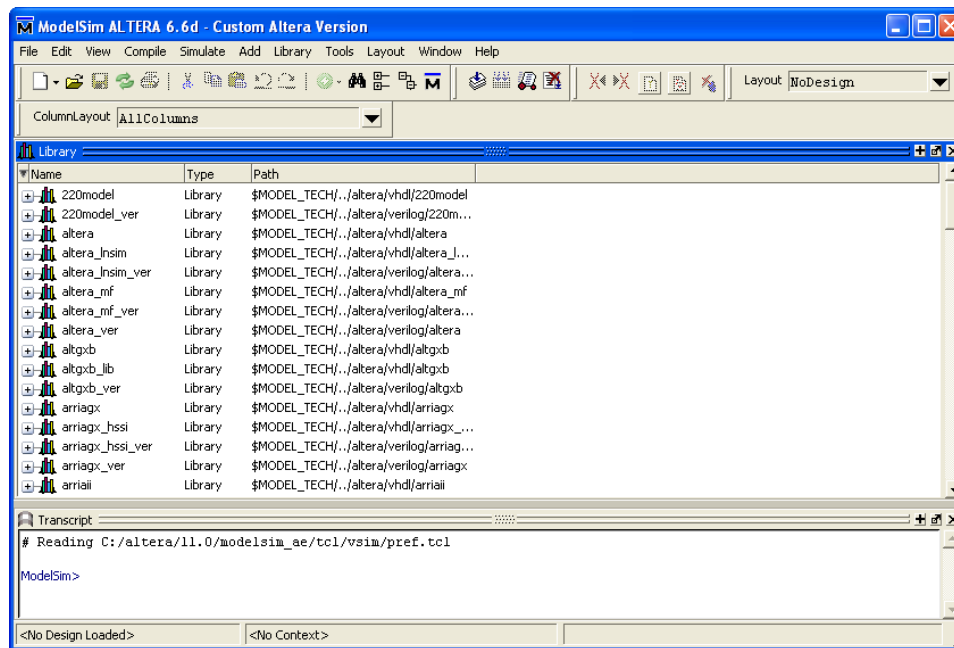 ModelSim ALTERA 6.6d - Custom Altera Version
File Edit View Compile Simulate Add Library Tools Layout Window Help
Layout NoDesign
ColumnLayout AllColumns
Library
Name Type Path
220model Library $MODEL_TECH/../altera/vhdl/220model
220model_ver Library $MODEL_TECH/../altera/verilog/220m...
altera Library $MODEL_TECH/../altera/vhdl/altera
altera_lnsim Library $MODEL_TECH/../altera/vhdl/altera_l...
altera_lnsim_ver Library $MODEL_TECH/../altera/verilog/altera...
altera_mf Library $MODEL_TECH/../altera/vhdl/altera_mf
altera_mf_ver Library $MODEL_TECH/../altera/verilog/altera...
altera_ver Library $MODEL_TECH/../altera/verilog/altera
altgxb Library $MODEL_TECH/../altera/vhdl/altgxb
altgxb_lib Library $MODEL_TECH/../altera/vhdl/altgxb
altgxb_ver Library $MODEL_TECH/../altera/verilog/altgxb
arriagx Library $MODEL_TECH/../altera/vhdl/arriagx
arriagx_hssi Library $MODEL_TECH/../altera/vhdl/arriagx_...
arriagx_hssi_ver Library $MODEL_TECH/../altera/verilog/arriag...
arriagx_ver Library $MODEL_TECH/../altera/verilog/arriagx
arriaii Library $MODEL_TECH/../altera/vhdl/arriaii
Transcript
# Reading C:/altera/11.0/modelsim_ae/tcl/vsim/pref.tcl
ModelSim>
<No Design Loaded> <No Context>